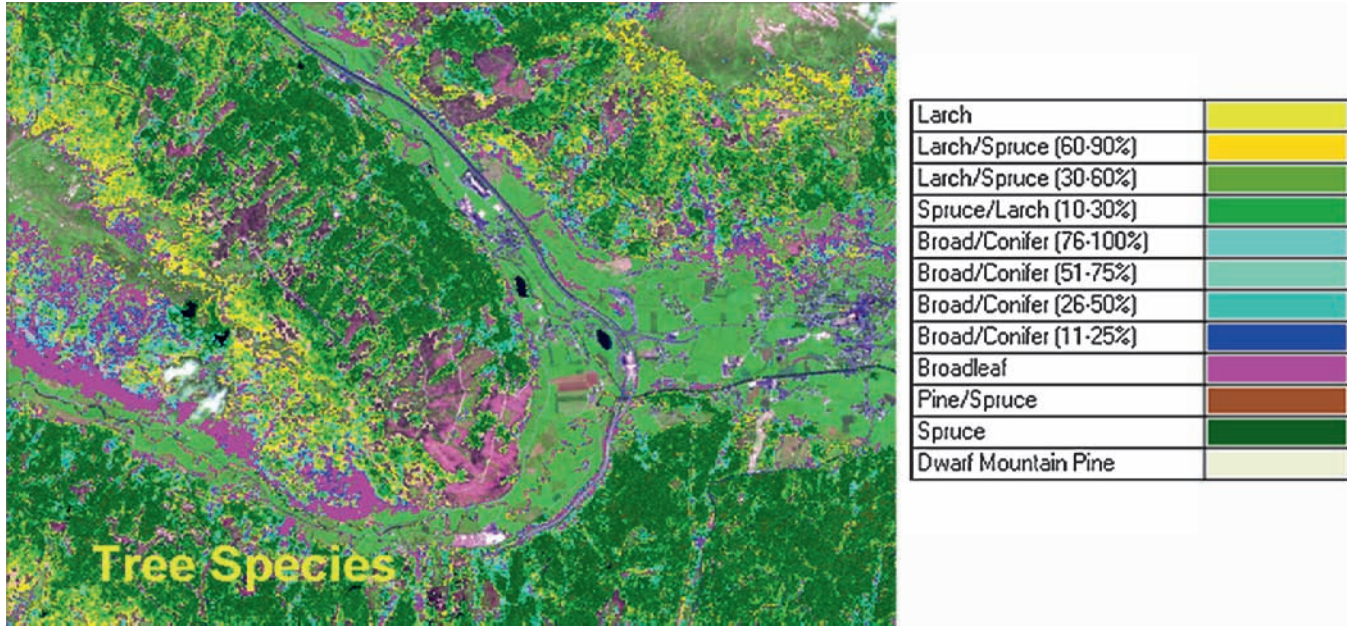 Tree Species
Larch
Larch/Spruce (60-90%)
Larch/Spruce (30-60%)
Spruce/Larch (10-30%)
Broad/Conifer (76-100%)
Broad/Conifer (51-75%)
Broad/Conifer (26-50%)
Broad/Conifer (11-25%)
Broadleaf
Pine/Spruce
Spruce
Dwarf Mountain Pine